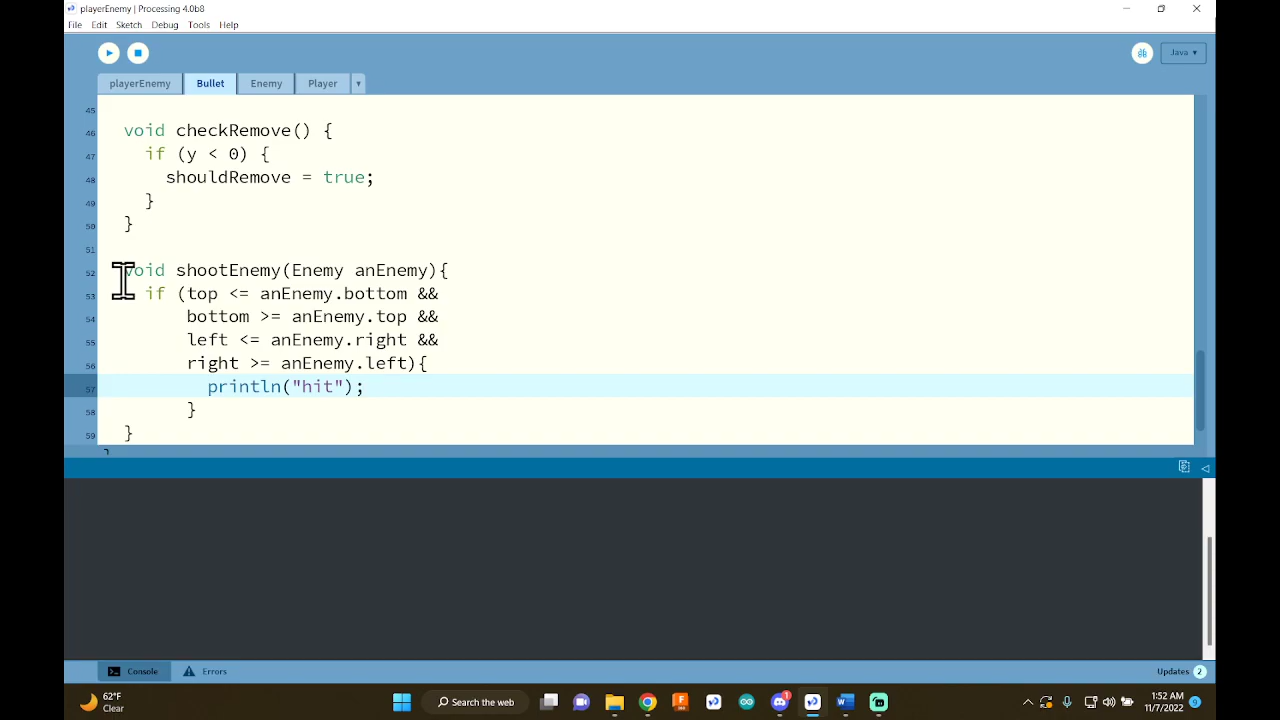 playerEnemy | Processing 4.0b8
File Edit Sketch Debug Tools Help
Java ▾
playerEnemy Bullet Enemy Player ▾
45
46 void checkRemove() {
47 if (y < 0) {
48 shouldRemove = true;
49 }
50 }
51
52 void shootEnemy(Enemy anEnemy){
53 if (top <= anEnemy.bottom &&
54 bottom >= anEnemy.top &&
55 left <= anEnemy.right &&
56 right >= anEnemy.left){
57 println("hit");
58 }
59 }
Console Errors Updates 2
62°F
Clear
Search the web
1
W
1:52 AM
11/7/2022
9